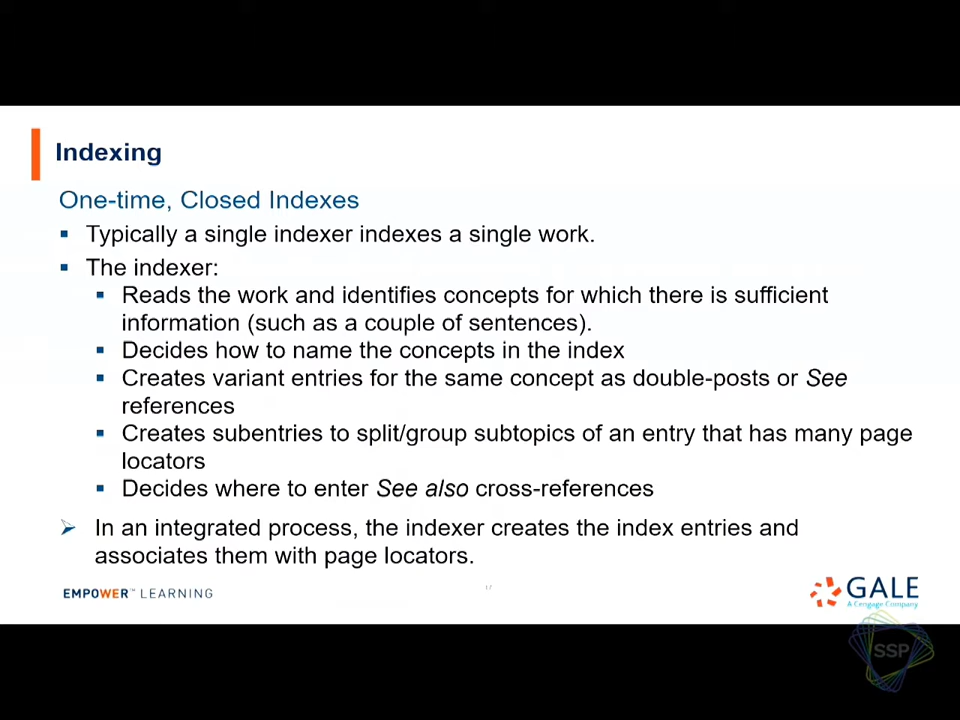 Indexing
One-time, Closed Indexes
▪ Typically a single indexer indexes a single work.
▪ The indexer:
▪ Reads the work and identifies concepts for which there is sufficient
information (such as a couple of sentences).
▪ Decides how to name the concepts in the index
▪ Creates variant entries for the same concept as double-posts or See
references
▪ Creates subentries to split/group subtopics of an entry that has many page
locators
▪ Decides where to enter See also cross-references
➢ In an integrated process, the indexer creates the index entries and
associates them with page locators.
EMPOWER™ LEARNING
17
GALE
A Cengage Company
SSP